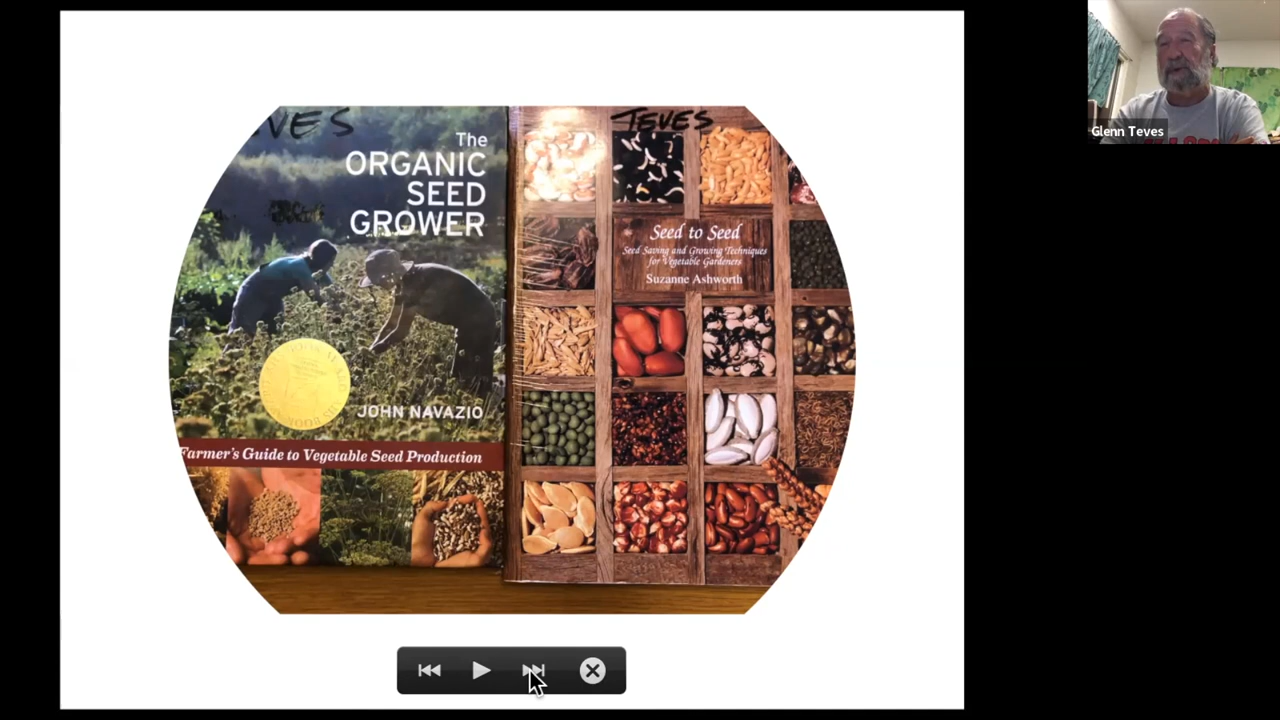 VES
The
ORGANIC
SEED
GROWER
JOHN NAVAZIO
Farmer's Guide to Vegetable Seed Production
TEVES
Seed to Seed
Seed Saving and Growing Techniques
for Vegetable Gardeners
Suzanne Ashworth
Glenn Teves